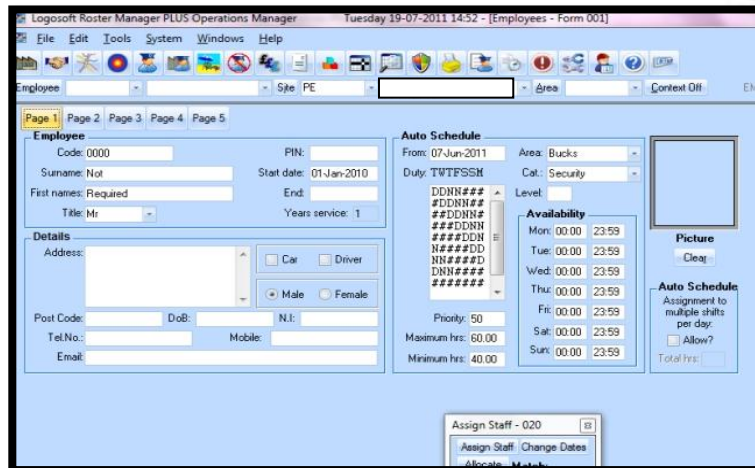 Logosoft Roster Manager PLUS Operations Manager Tuesday 19-07-2011 14:52 - [Employees - Form 001]
File Edit Tools System Windows Help
Employee Site PE Area Context Off
Page 1 Page 2 Page 3 Page 4 Page 5
Employee
Code: 0000 PIN:
Surname: Not Start date: 01-Jan-2010
First names: Required End:
Title: Mr Years service: 1
Details
Address:
Car Driver
Male Female
Post Code: DoB: N.I:
Tel.No.: Mobile:
Email:
Auto Schedule
From: 07-Jun-2011 Area: Bucks
Duty: TWTFSSM Cat.: Security
Level:
DDNN###
#DDNN##
##DDNN#
###DDNN
####DDN
N####DD
NN####D
DNN####
#######
Priority: 50
Maximum hrs: 60.00
Minimum hrs: 40.00
Availability
Mon: 00:00 23:59
Tue: 00:00 23:59
Wed: 00:00 23:59
Thu: 00:00 23:59
Fri: 00:00 23:59
Sat: 00:00 23:59
Sun: 00:00 23:59
Picture
Clear
Auto Schedule
Assignment to
multiple shifts
per day:
Allow?
Total hrs:
Assign Staff - 020
Assign Staff Change Dates
Allocate Match: